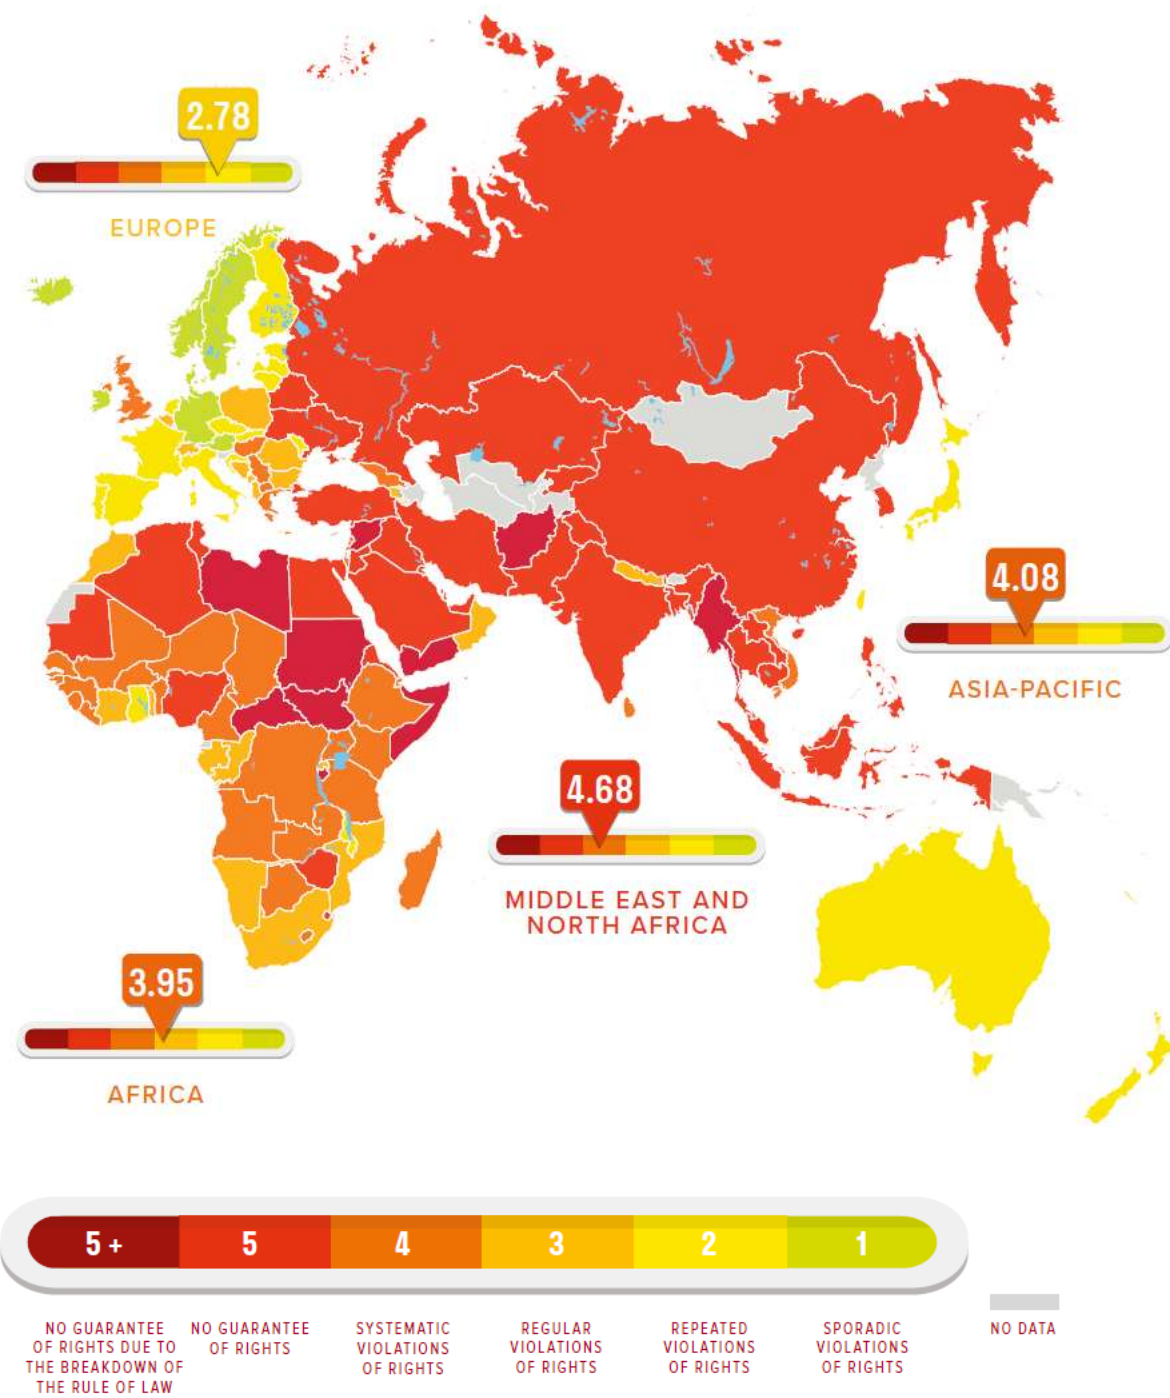 2.78
EUROPE
4.08
ASIA-PACIFIC
4.68
MIDDLE EAST AND
NORTH AFRICA
3.95
AFRICA
5 +
5
4
3
2
1
NO GUARANTEE
OF RIGHTS DUE TO
THE BREAKDOWN OF
THE RULE OF LAW
NO GUARANTEE
OF RIGHTS
SYSTEMATIC
VIOLATIONS
OF RIGHTS
REGULAR
VIOLATIONS
OF RIGHTS
REPEATED
VIOLATIONS
OF RIGHTS
SPORADIC
VIOLATIONS
OF RIGHTS
NO DATA